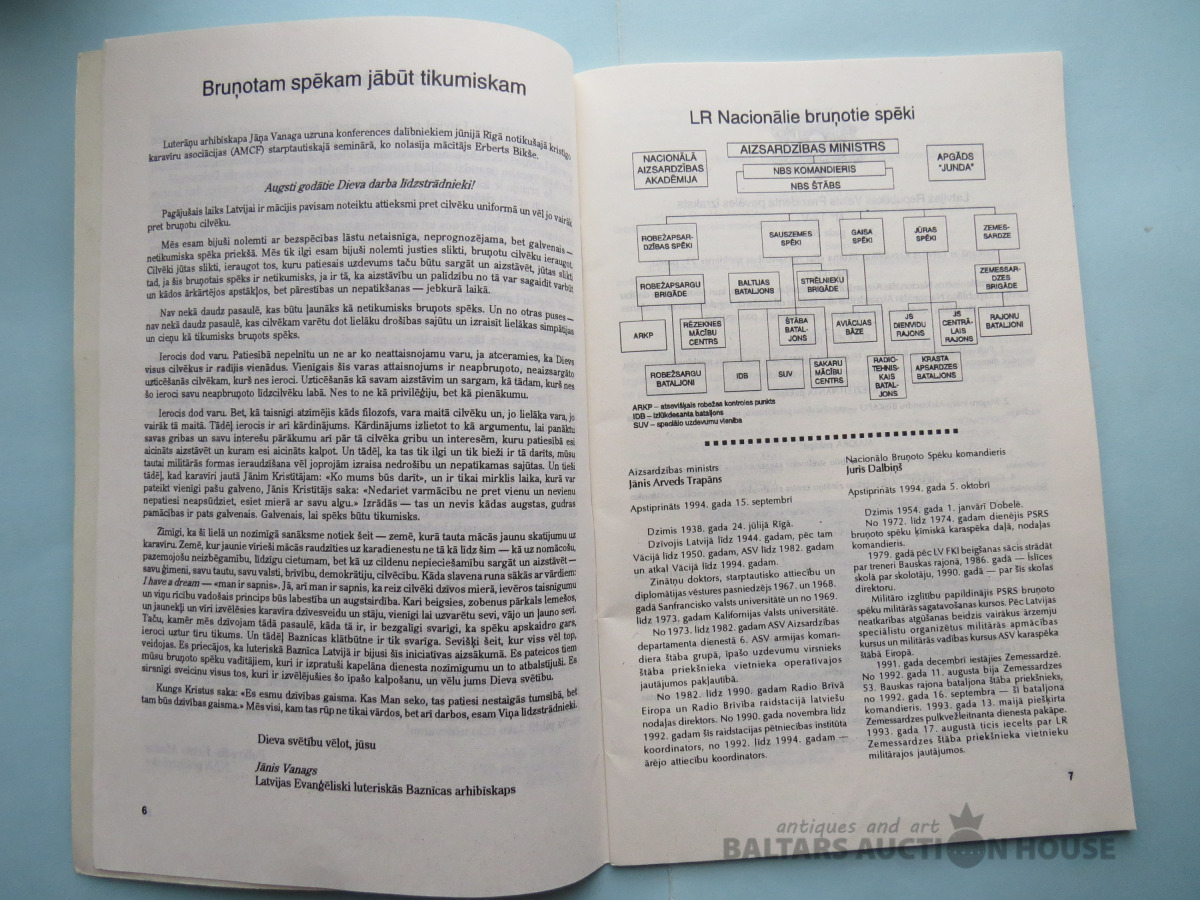 Bruņotam spēkam jābūt tikumiskam
Luterāņu arhibīskapa Jāņa Vanaga uzruna konferences dalībniekiem jūnijā Rīgā notikušajā kristīgo
karavīru asociācijas (AMCF) starptautiskajā seminārā, ko nolasīja mācītājs Erberts Bikše.
Augsti godātie Dieva darba līdzstrādnieki!
Pagājušais laiks Latvijai ir mācījis pavisam noteiktu attieksmi pret cilvēku uniformā un vēl jo vairāk
pret bruņotu cilvēku.
Mēs esam bijuši nolemti ar bezspēcības lāstu netaisnīga, neprognozējama, bet galvenais —
netikumiska spēka priekšā. Mēs tik ilgi esam bijuši nolemti justies slikti, bruņotu cilvēku ieraugot.
Cilvēki jūtas slikti, ieraugot tos, kuru patiesais uzdevums taču būtu sargāt un aizstāvēt, jūtas slikti
tad, ja šis bruņotais spēks ir netikumisks, ja ir tā, ka aizstāvību un palīdzību no tā var sagaidīt varbūt
un kādos ārkārtējos apstākļos, bet pārestības un nepatikšanas — jebkurā laikā.
Nav nekā daudz pasaulē, kas būtu ļaunāks kā netikumisks bruņots spēks. Un no otras puses —
nav nekā daudz pasaulē, kas cilvēkam varētu dot lielāku drošības sajūtu un izraisīt lielākas simpātijas
un cieņu kā tikumisks bruņots spēks.
Ierocis dod varu. Patiesībā nepelnītu un ne ar ko neattaisnojamu varu, ja atceramies, ka Dievs
visus cilvēkus ir radījis vienādus. Vienīgais šīs varas attaisnojums ir neapbruņoto, neaizsargāto
uzticēšanās cilvēkam, kurš nes ieroci. Uzticēšanās kā savam aizstāvim un sargam, kā tādam, kurš nes
šo ieroci savu neapbruņoto līdzcilvēku labā. Nes to ne kā privilēģiju, bet kā pienākumu.
Ierocis dod varu. Bet, kā taisnīgi atzīmējis kāds filozofs, vara maitā cilvēku un, jo lielāka vara, jo
vairāk tā maitā. Tādēļ ierocis ir arī kārdinājums. Kārdinājums izlietot to kā argumentu, lai panāktu
savas gribas un savu interešu pārākumu arī pār tā cilvēka gribu un interesēm, kuru patiesībā esi
aicināts aizstāvēt un kuram esi aicināts kalpot. Un tādēļ, ka tas tik ilgi un tik bieži ir tā darīts, mūsu
tautai militārās formas ieraudzīšana vēl joprojām izraisa nedrošību un nepatīkamas sajūtas. Un tieši
tādēļ, kad karavīri jautā Jānim Kristītājam: «Ko mums būs darīt», un ir tikai mirklis laika, kurā var
pateikt vienīgi pašu galveno, Jānis Kristītājs saka: «Nedariet varmācību ne pret vienu un nevienu
nepatiesi neapsūdziet, esiet mierā ar savu algu.» Izrādās — tas un nevis kādas augstas, gudras
pamācības ir pats galvenais. Galvenais, lai spēks būtu tikumisks.
Zīmīgi, ka šī lielā un nozīmīgā sanāksme notiek šeit — zemē, kurā tauta mācās jaunu skatījumu uz
karavīru. Zemē, kur jaunie vīrieši mācās raudzīties uz karadienestu ne tā kā līdz šim — kā uz nomācošu,
pazemojošu neizbēgamību, līdzīgu cietumam, bet kā uz cildenu nepieciešamību sargāt un aizstāvēt —
savu ģimeni, savu tautu, savu valsti, brīvību, demokrātiju, cilvēcību. Kāda slavena runa sākās ar vārdiem:
I have a dream — «man ir sapnis». Jā, arī man ir sapnis, ka reiz cilvēki dzīvos mierā, ievēros taisnīgumu
un viņu rīcību vadošais princips būs labestība un augstsirdība. Kari beigsies, zobenus pārkals lemešos,
un jaunekļi un vīri izvēlēsies karavīra dzīvesveidu un stāju, vienīgi lai uzvarētu sevi, vājo un ļauno sevī.
Taču, kamēr mēs dzīvojam tādā pasaulē, kāda tā ir, ir bezgalīgi svarīgi, ka spēku apskaidro gars,
ieroci uztur tīru tikums. Un tādēļ Baznīcas klātbūtne ir tik svarīga. Sevišķi šeit, kur viss vēl top,
veidojas. Es priecājos, ka luteriskā Baznīca Latvijā ir bijusi šīs iniciatīvas aizsākumā. Es pateicos tiem
mūsu bruņoto spēku vadītājiem, kuri ir izpratuši kapelāna dienesta nozīmīgumu un to atbalstījuši. Es
sirsnīgi sveicinu visus tos, kuri ir izvēlējušies šo īpašo kalpošanu, un vēlu jums Dieva svētību.
Kungs Kristus saka: «Es esmu dzīvības gaisma. Kas Man seko, tas patiesi nestaigās tumsībā, bet
tam būs dzīvības gaisma.» Mēs visi, kam tas rūp ne tikai vārdos, bet arī darbos, esam Viņa līdzstrādnieki.
Dieva svētību vēlot, jūsu
Jānis Vanags
Latvijas Evaņģēliski luteriskās Baznīcas arhibīskaps
6
LR Nacionālie bruņotie spēki
NACIONĀLĀ
AIZSARDZĪBAS
AKADĒMIJA
AIZSARDZĪBAS MINISTRS
NBS KOMANDIERIS
NBS ŠTĀBS
APGĀDS
"JUNDA"
ROBEŽAPSAR-
DZĪBAS SPĒKI
SAUSZEMES
SPĒKI
GAISA
SPĒKI
JŪRAS
SPĒKI
ZEMES-
SARDZE
ROBEŽAPSARGU
BRIGĀDE
BALTIJAS
BATALJONS
STRĒLNIEKU
BRIGĀDE
ZEMESSAR-
DZES
BRIGĀDE
ARKP
RĒZEKNES
MĀCĪBU
CENTRS
ŠTĀBA
BATAL-
JONS
AVIĀCIJAS
BĀZE
JS
DIENVIDU
RAJONS
JS
CENTRĀ-
LAIS
RAJONS
RAJONU
BATALJONI
ROBEŽSARGU
BATALJONI
IDB
SUV
SAKARU
MĀCĪBU
CENTRS
RADIO-
TEHNIS-
KAIS
BATAL-
JONS
KRASTA
APSARDZES
BATALJONS
ARKP – atsevišķais robežas kontroles punkts
IDB – izlūkdesanta bataljons
SUV – speciālo uzdevumu vienība
Aizsardzības ministrs
Jānis Arveds Trapāns
Apstiprināts 1994. gada 15. septembrī
Dzimis 1938. gada 24. jūlijā Rīgā.
Dzīvojis Latvijā līdz 1944. gadam, pēc tam
Vācijā līdz 1950. gadam, ASV līdz 1982. gadam
un atkal Vācijā līdz 1994. gadam.
Zinātņu doktors, starptautisko attiecību un
diplomātijas vēstures pasniedzējs 1967. un 1968.
gadā Sanfrancisko valsts universitātē un no 1969.
līdz 1973. gadam Kalifornijas valsts universitātē.
No 1973. līdz 1982. gadam ASV Aizsardzības
departamenta dienestā 6. ASV armijas koman-
diera štāba grupā, īpašo uzdevumu virsnieks
štāba priekšnieka vietnieka operatīvajos
jautājumos pakļautībā.
No 1982. līdz 1990. gadam Radio Brīvā
Eiropa un Radio Brīvība raidstacijā latviešu
nodaļas direktors. No 1990. gada novembra līdz
1992. gadam šīs raidstacijas pētniecības institūta
koordinators, no 1992. līdz 1994. gadam —
ārējo attiecību koordinators.
Nacionālo Bruņoto Spēku komandieris
Juris Dalbiņš
Apstiprināts 1994. gada 5. oktobrī
Dzimis 1954. gada 1. janvārī Dobelē.
No 1972. līdz 1974. gadam dienējis PSRS
bruņoto spēku ķīmiskā karaspēka daļā, nodaļas
komandieris.
1979. gadā pēc LV FKI beigšanas sācis strādāt
par treneri Bauskas rajonā, 1986. gadā — Īslīces
skolā par skolotāju, 1990. gadā — par šīs skolas
direktoru.
Militāro izglītību papildinājis PSRS bruņoto
spēku militārās sagatavošanas kursos. Pēc Latvijas
neatkarības atgūšanas beidzis vairākus ārzemju
speciālistu organizētus militārās apmācības
kursus un militārās vadības kursus ASV karaspēka
štābā Eiropā.
1991. gada decembrī iestājies Zemessardzē.
No 1992. gada 11. augusta bija Zemessardzes
53. Bauskas rajona bataljona štāba priekšnieks,
no 1992. gada 16. septembra — šī bataljona
komandieris. 1993. gada 13. maijā piešķirta
Zemessardzes pulkvežleitnanta dienesta pakāpe.
1993. gada 17. augustā ticis iecelts par LR
Zemessardzes štāba priekšnieka vietnieku
militārajos jautājumos.
7
antiques and art
BALTARS AUCTION HOUSE